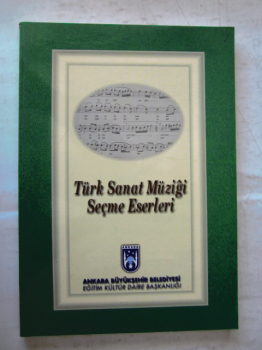 Türk Sanat Müziği
Seçme Eserleri
ANKARA BÜYÜKŞEHİR BELEDİYESİ
EĞİTİM KÜLTÜR DAİRE BAŞKANLIĞI